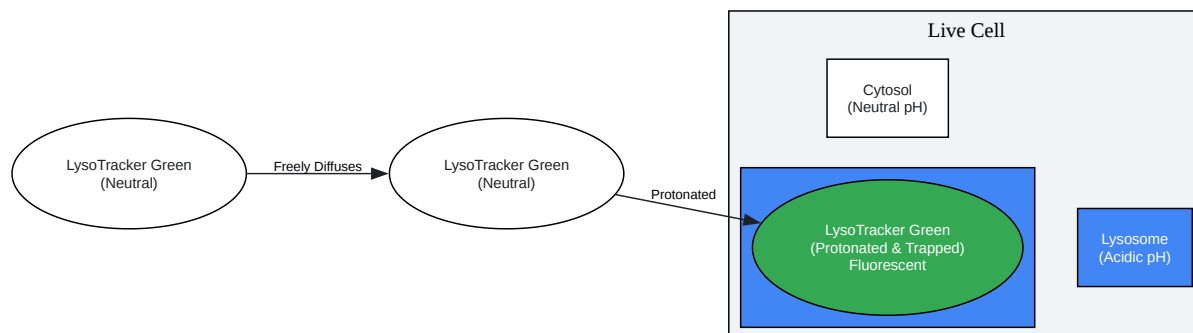 Live Cell
Cytosol
(Neutral pH)
LysoTracker Green
(Neutral)
Freely Diffuses
LysoTracker Green
(Neutral)
Protonated
LysoTracker Green
(Protonated & Trapped)
Fluorescent
Lysosome
(Acidic pH)